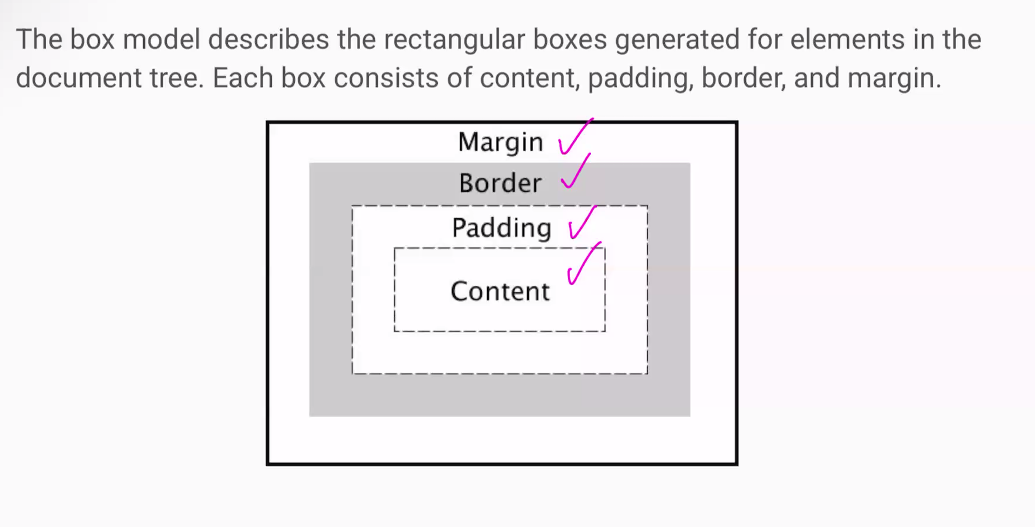 The box model describes the rectangular boxes generated for elements in the
document tree. Each box consists of content, padding, border, and margin.
Margin
Border
Padding
Content